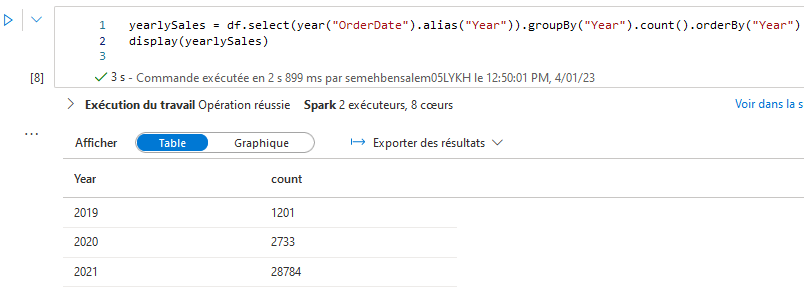 1 yearlySales = df.select(year("OrderDate").alias("Year")).groupBy("Year").count().orderBy("Year")
2 display(yearlySales)
3
[8] 3 s - Commande exécutée en 2 s 899 ms par semehbensalem05LYKH le 12:50:01 PM, 4/01/23
Exécution du travail Opération réussie Spark 2 exécuteurs, 8 cœurs Voir dans la s
... Afficher Table Graphique Exporter des résultats
Year count
2019 1201
2020 2733
2021 28784